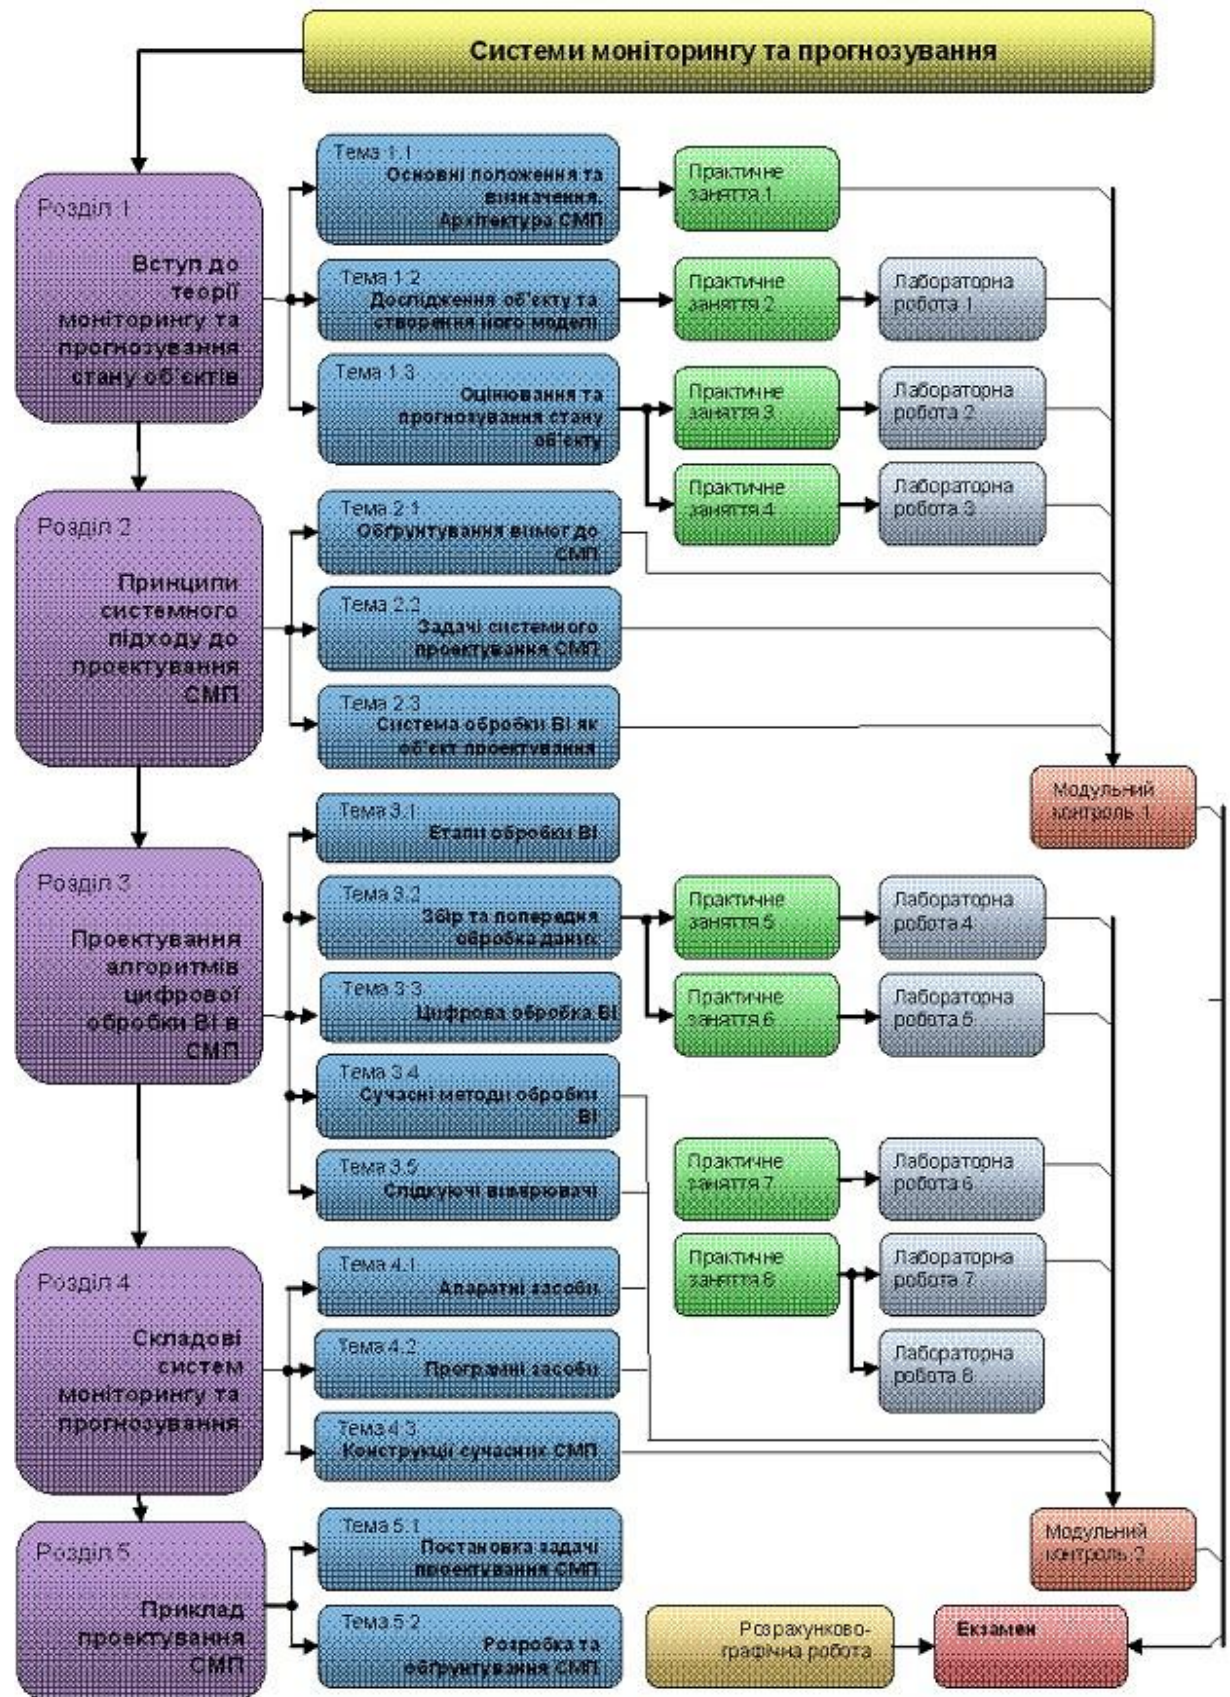 Системи моніторингу та прогнозування
Розділ 1
Вступ до
теорії
моніторингу та
прогнозування
стану об'єктів
Тема 1.1
Основні положення та
визначення.
Архітектура СМП
Практичне
заняття 1
Тема 1.2
Дослідження об'єкту та
створення його моделі
Практичне
заняття 2
Лабораторна
робота 1
Тема 1.3
Оцінювання та
прогнозування стану
об'єкту
Практичне
заняття 3
Лабораторна
робота 2
Практичне
заняття 4
Лабораторна
робота 3
Розділ 2
Принципи
системного
підходу до
проектування
СМП
Тема 2.1
Обґрунтування вимог до
СМП
Тема 2.2
Задачі системного
проектування СМП
Тема 2.3
Система обробки ВІ як
об'єкт проектування
Модульний
контроль 1
Розділ 3
Проектування
алгоритмів
цифрової
обробки ВІ в
СМП
Тема 3.1
Етапи обробки ВІ
Тема 3.2
Збір та попередня
обробка даних
Практичне
заняття 5
Лабораторна
робота 4
Тема 3.3
Цифрова обробка ВІ
Практичне
заняття 6
Лабораторна
робота 5
Тема 3.4
Сучасні методи обробки
ВІ
Тема 3.5
Слідкуючі вимірювачі
Практичне
заняття 7
Лабораторна
робота 6
Розділ 4
Складові
систем
моніторингу та
прогнозування
Тема 4.1
Апаратні засоби
Практичне
заняття 8
Лабораторна
робота 7
Тема 4.2
Програмні засоби
Лабораторна
робота 8
Тема 4.3
Конструкції сучасних СМП
Модульний
контроль 2
Розділ 5
Приклад
проектування
СМП
Тема 5.1
Постановка задачі
проектування СМП
Тема 5.2
Розробка та
обґрунтування СМП
Розрахунково-
графічна робота
Екзамен